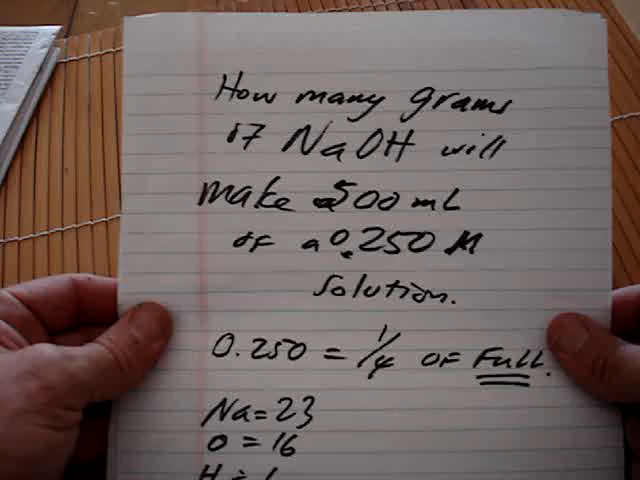 How many grams
of NaOH will
make 500 mL
of a 0.250 M
solution.
0.250 = 1/4 of Full.
Na = 23
O = 16
H = 1